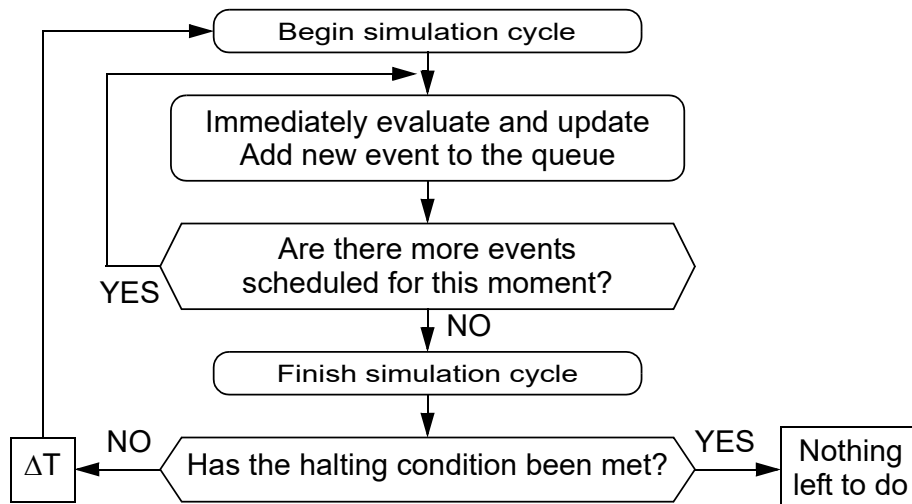 Begin simulation cycle
Immediately evaluate and update
Add new event to the queue
Are there more events
scheduled for this moment?
YES
NO
Finish simulation cycle
NO
YES
ΔT
Has the halting condition been met?
Nothing
left to do